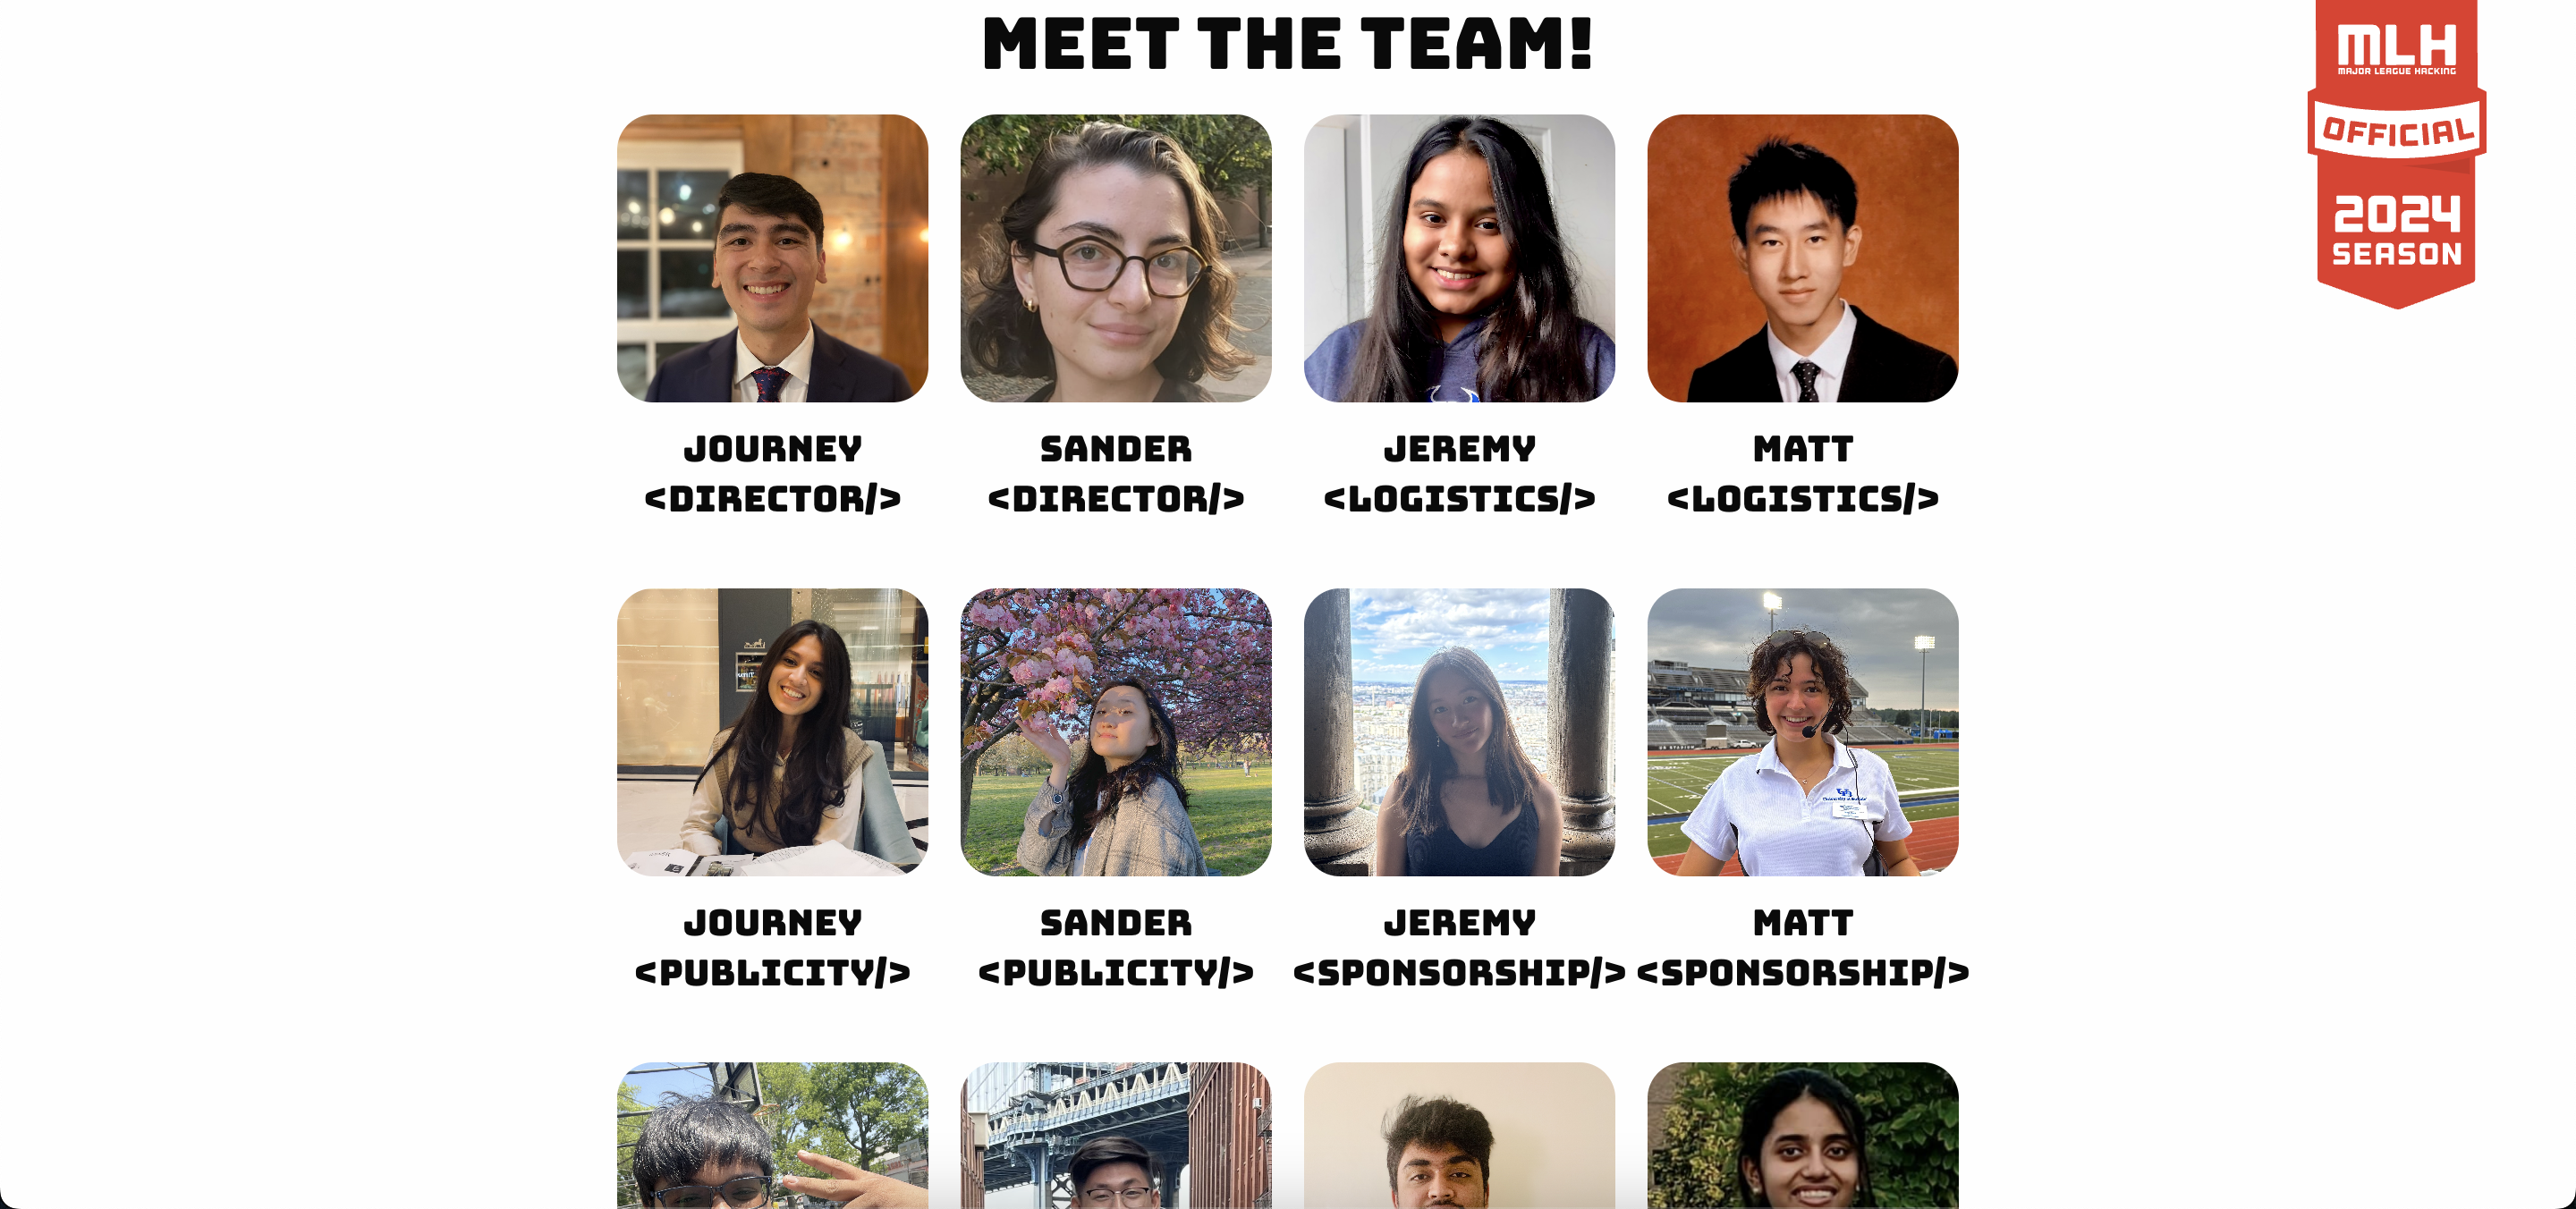 MEET THE TEAM!
MLH
MAJOR LEAGUE HACKING
OFFICIAL
2024
SEASON
JOURNEY
<DIRECTOR/>
SANDER
<DIRECTOR/>
JEREMY
<LOGISTICS/>
MATT
<LOGISTICS/>
JOURNEY
<PUBLICITY/>
SANDER
<PUBLICITY/>
JEREMY
<SPONSORSHIP/>
MATT
<SPONSORSHIP/>